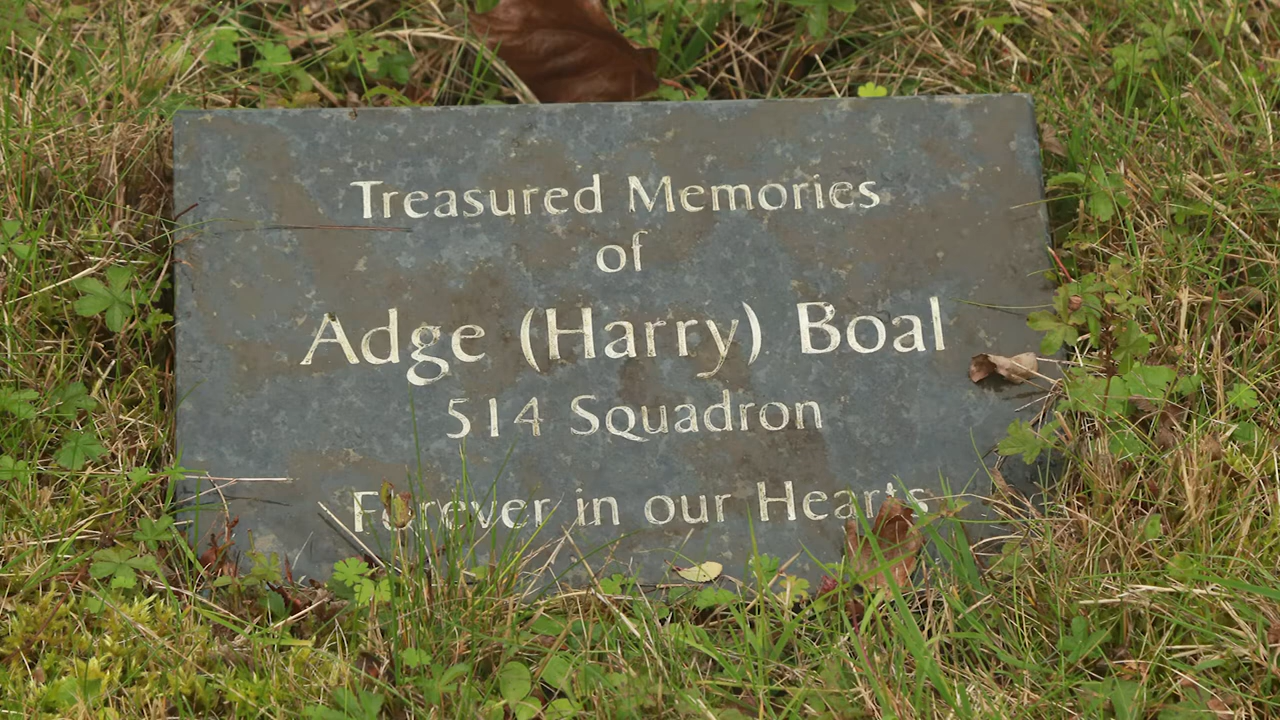 Treasured Memories
of
Adge (Harry) Boal
514 Squadron
Forever in our Hearts